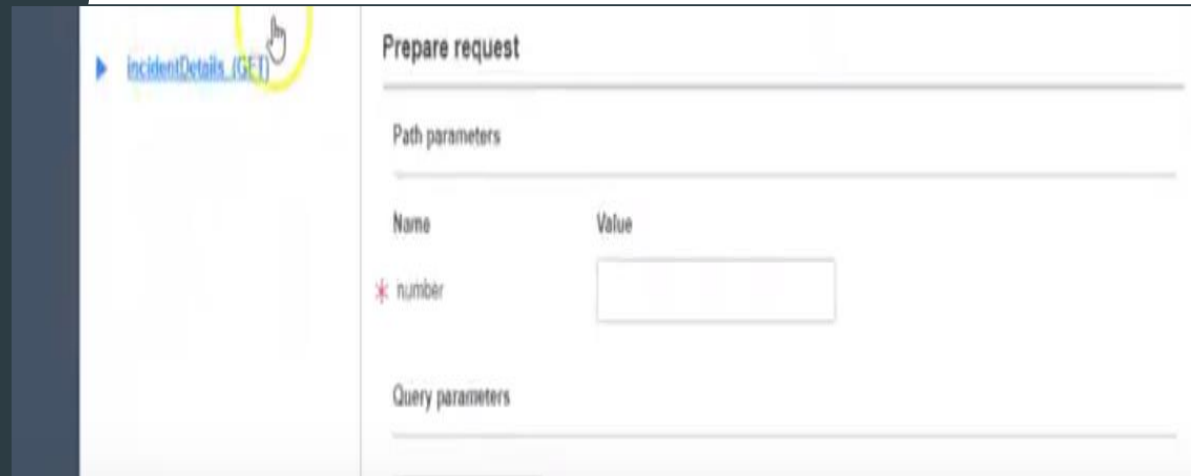 incidentDetails (GET)
Prepare request
Path parameters
Name Value
* number
Query parameters